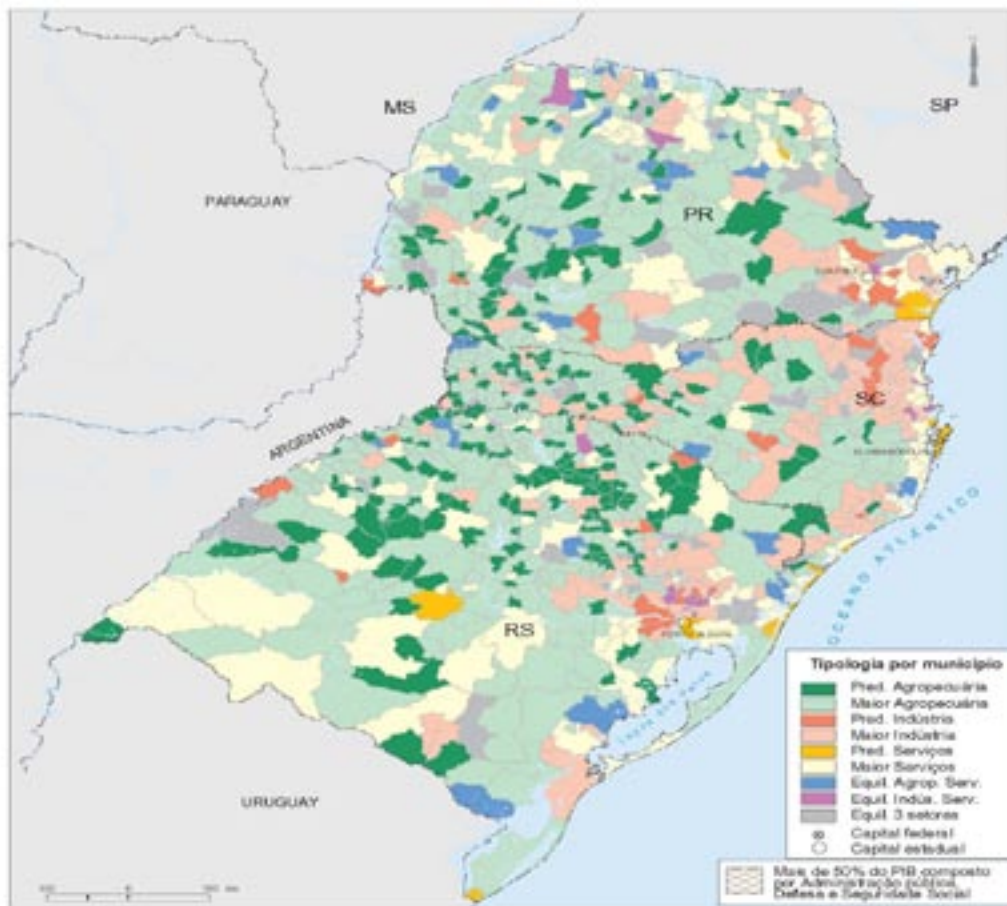 MS
SP
PARAGUAY
PR
ARGENTINA
SC
OCEANO ATLÂNTICO
RS
URUGUAY
Tipologia por município
Pred. Agropecuária
Maior Agropecuária
Pred. Indústria
Maior Indústria
Pred. Serviços
Maior Serviços
Equil. Agrop. Serv.
Equil. Indús. Serv.
Equil. 3 setores
Capital federal
Capital estadual
Mais de 50% do PIB composto
por Administração pública,
Defesa e Seguridade Social